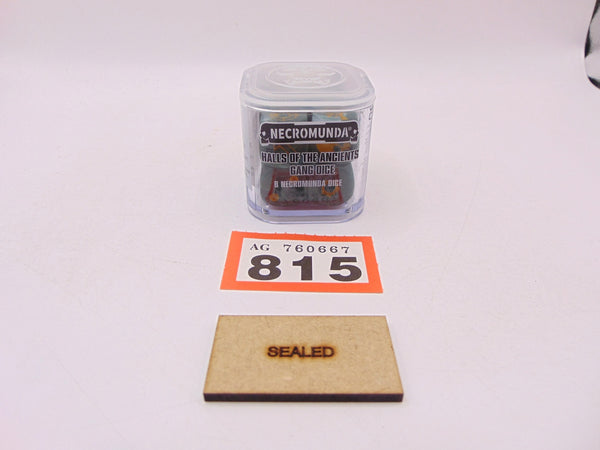 NECROMUNDA
HALLS OF THE ANCIENTS
GANG DICE
8 NECROMUNDA DICE
AG 760667
815
SEALED